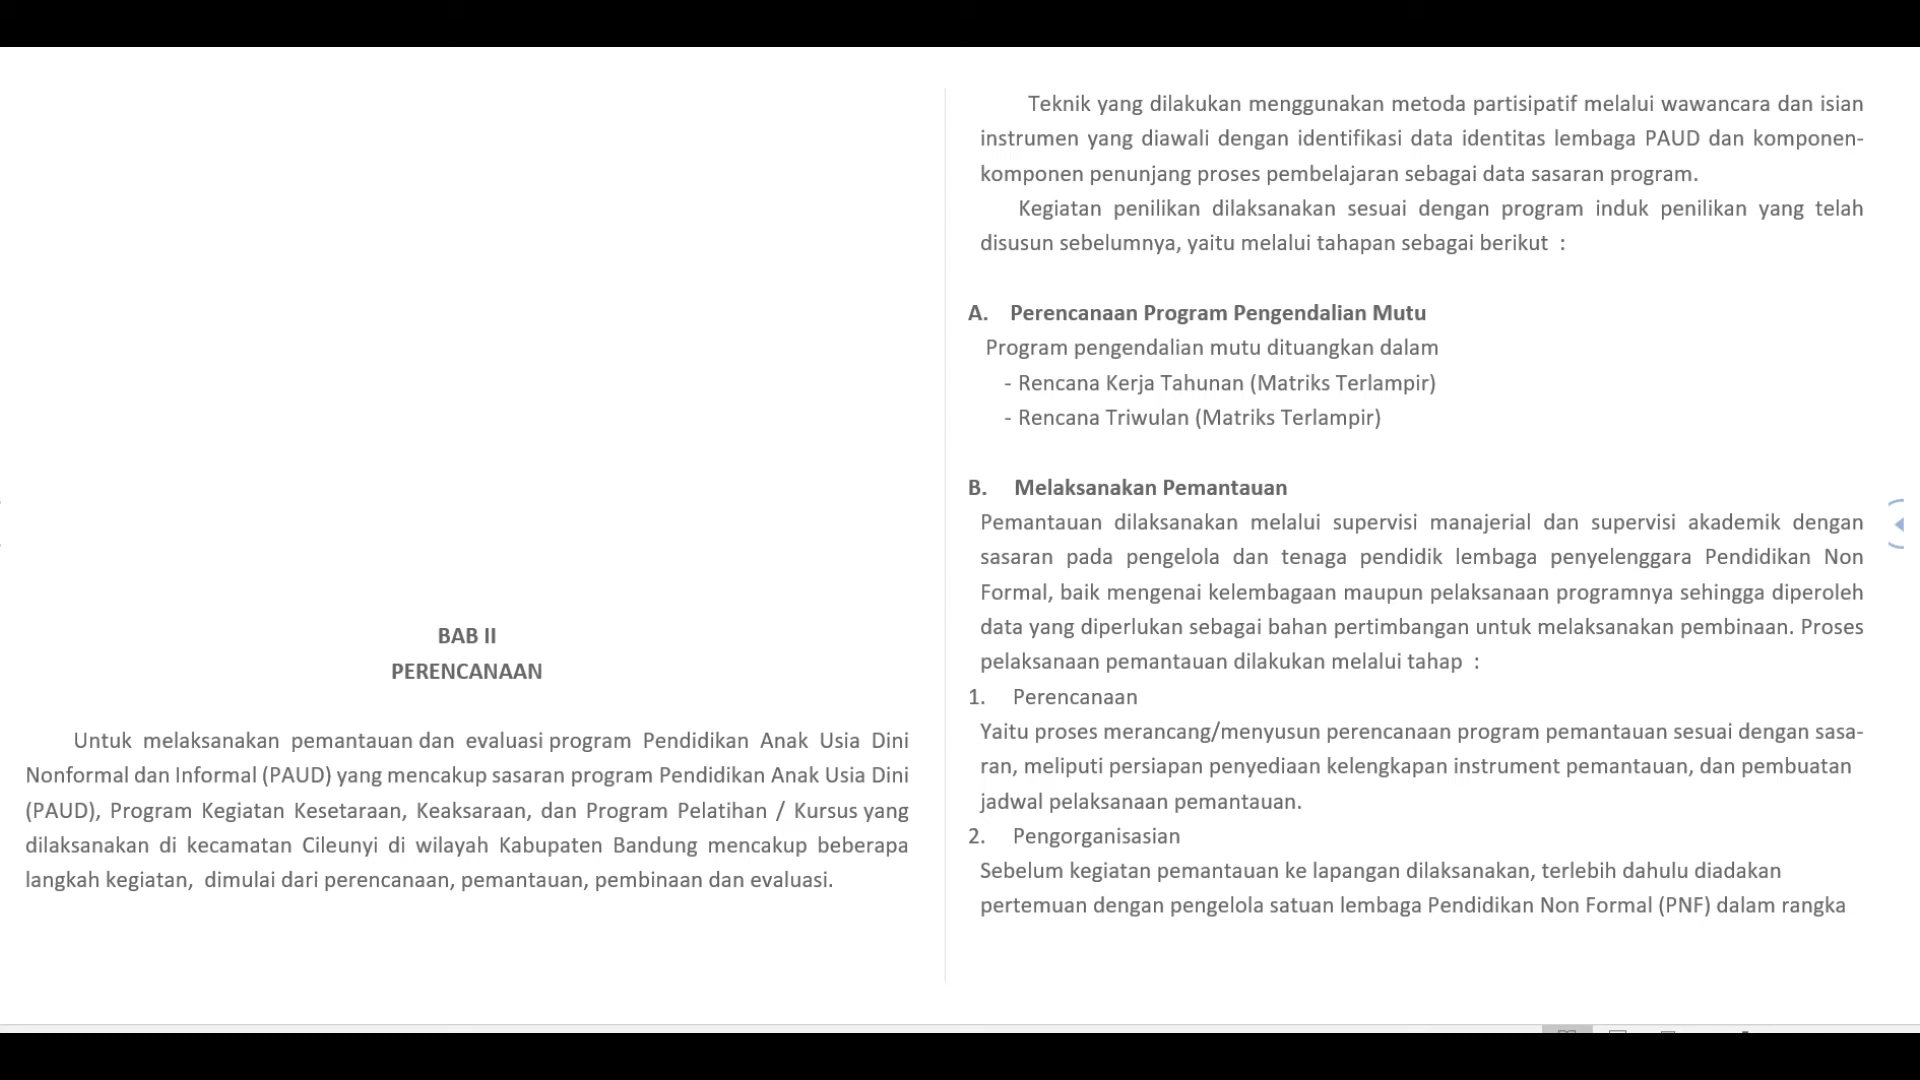 BAB II
PERENCANAAN
Untuk melaksanakan pemantauan dan evaluasi program Pendidikan Anak Usia Dini
Nonformal dan Informal (PAUD) yang mencakup sasaran program Pendidikan Anak Usia Dini
(PAUD), Program Kegiatan Kesetaraan, Keaksaraan, dan Program Pelatihan / Kursus yang
dilaksanakan di kecamatan Cileunyi di wilayah Kabupaten Bandung mencakup beberapa
langkah kegiatan, dimulai dari perencanaan, pemantauan, pembinaan dan evaluasi.
Teknik yang dilakukan menggunakan metoda partisipatif melalui wawancara dan isian
instrumen yang diawali dengan identifikasi data identitas lembaga PAUD dan komponen-
komponen penunjang proses pembelajaran sebagai data sasaran program.
Kegiatan penilikan dilaksanakan sesuai dengan program induk penilikan yang telah
disusun sebelumnya, yaitu melalui tahapan sebagai berikut :
A. Perencanaan Program Pengendalian Mutu
Program pengendalian mutu dituangkan dalam
- Rencana Kerja Tahunan (Matriks Terlampir)
- Rencana Triwulan (Matriks Terlampir)
B. Melaksanakan Pemantauan
Pemantauan dilaksanakan melalui supervisi manajerial dan supervisi akademik dengan
sasaran pada pengelola dan tenaga pendidik lembaga penyelenggara Pendidikan Non
Formal, baik mengenai kelembagaan maupun pelaksanaan programnya sehingga diperoleh
data yang diperlukan sebagai bahan pertimbangan untuk melaksanakan pembinaan. Proses
pelaksanaan pemantauan dilakukan melalui tahap :
1. Perencanaan
Yaitu proses merancang/menyusun perencanaan program pemantauan sesuai dengan sasa-
ran, meliputi persiapan penyediaan kelengkapan instrument pemantauan, dan pembuatan
jadwal pelaksanaan pemantauan.
2. Pengorganisasian
Sebelum kegiatan pemantauan ke lapangan dilaksanakan, terlebih dahulu diadakan
pertemuan dengan pengelola satuan lembaga Pendidikan Non Formal (PNF) dalam rangka